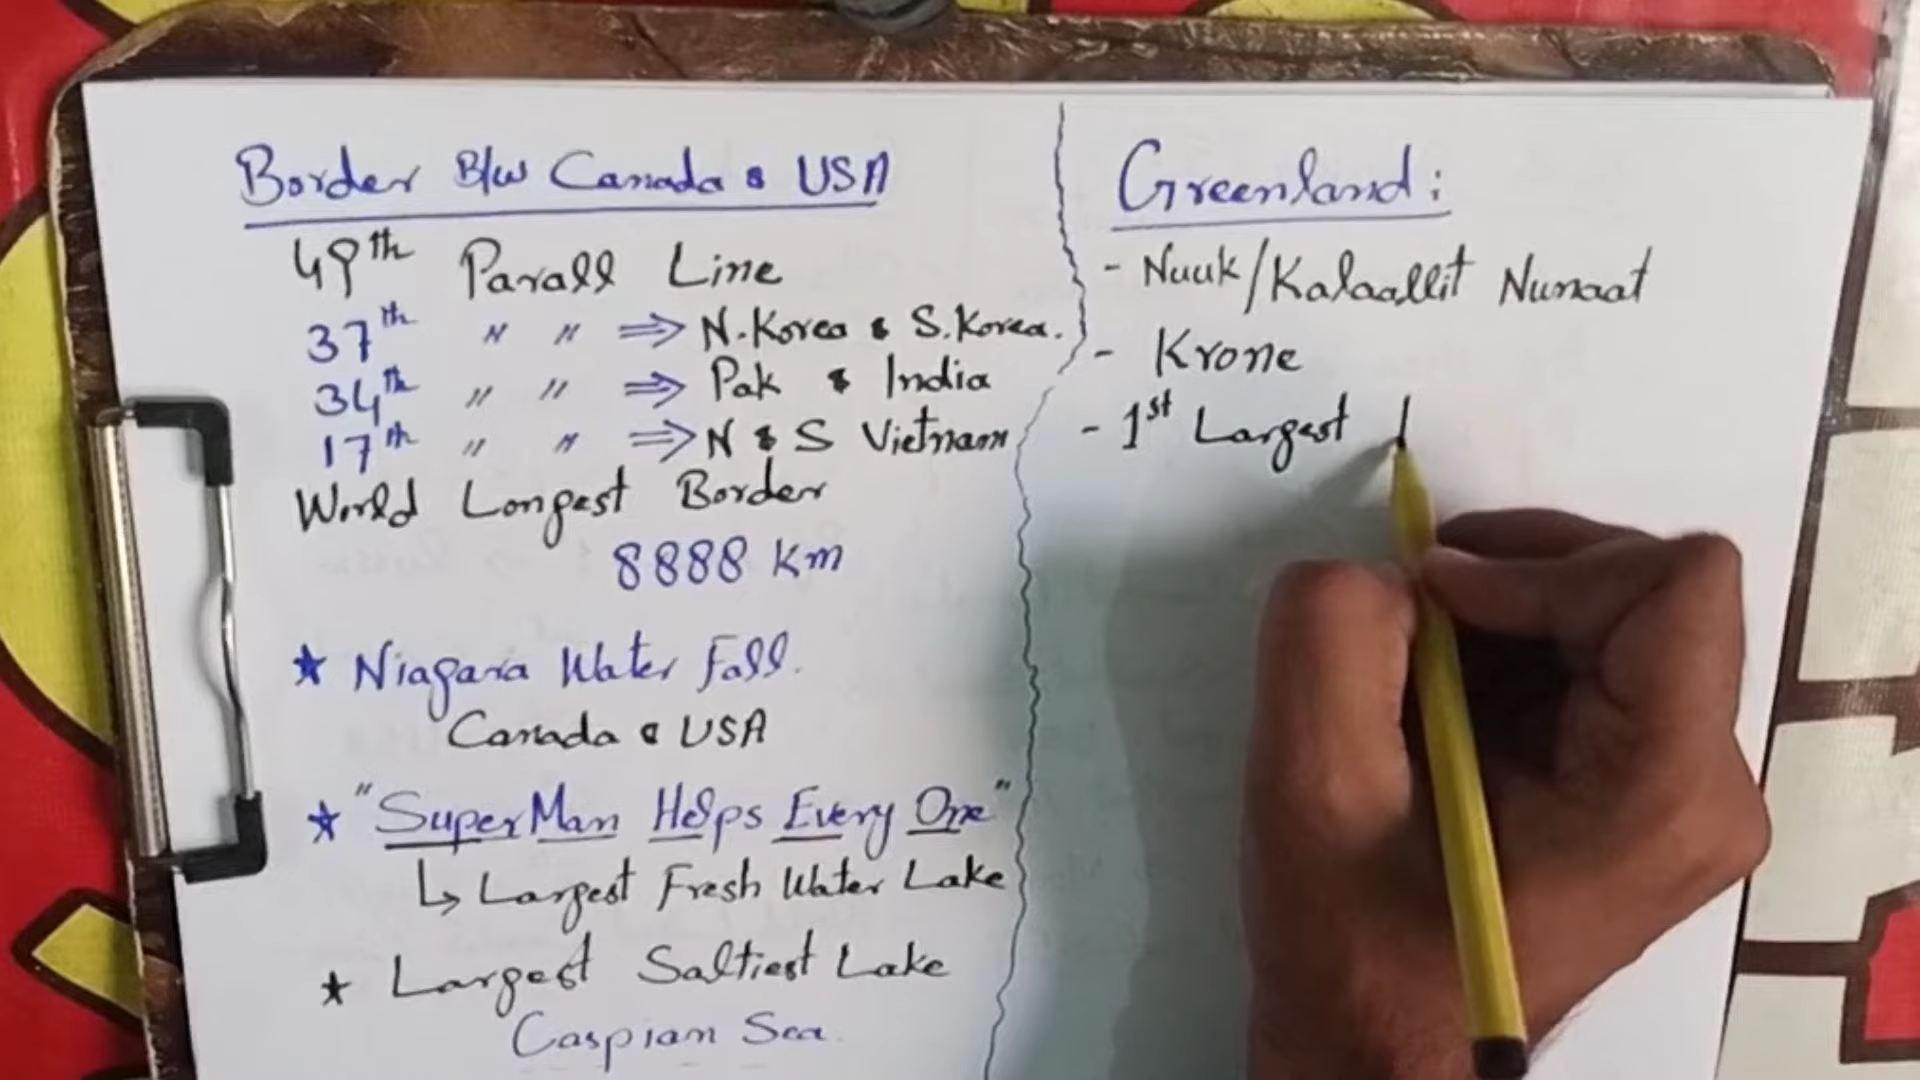 Border B/w Canada & USA
49th Parall Line
37th " " ⇒ N.Korea & S.Korea.
34th " " ⇒ Pak & India
17th " " ⇒ N & S Vietnam
World Longest Border
8888 km
★ Niagara Water Fall.
Canada & USA
★ "SuperMan Helps Every One"
↳ Largest Fresh Water Lake
★ Largest Saltiest Lake
Caspian Sea.
Greenland:
- Nuuk/Kalaallit Nunaat
- Krone
- 1st Largest I